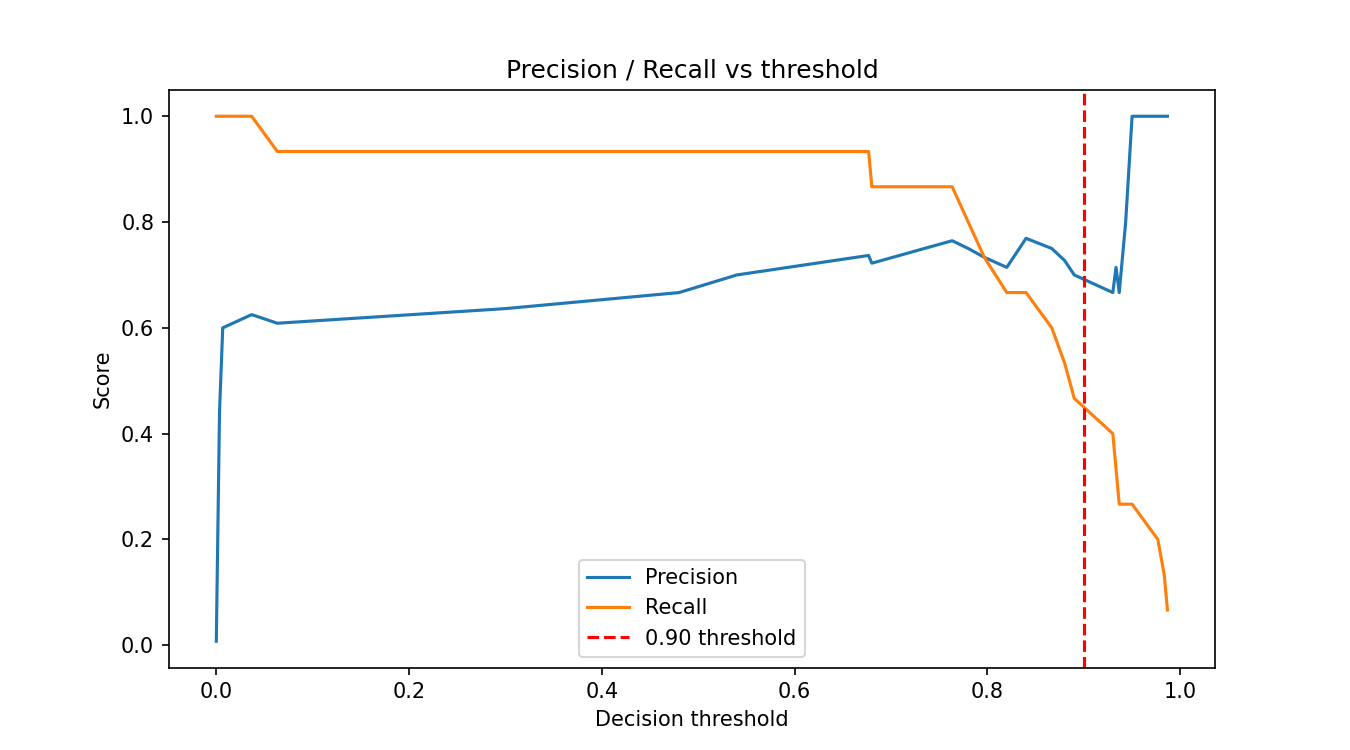 Precision / Recall vs threshold
1.0
0.8
0.6
0.4
0.2
0.0
Score
Precision
Recall
0.90 threshold
0.0 0.2 0.4 0.6 0.8 1.0
Decision threshold